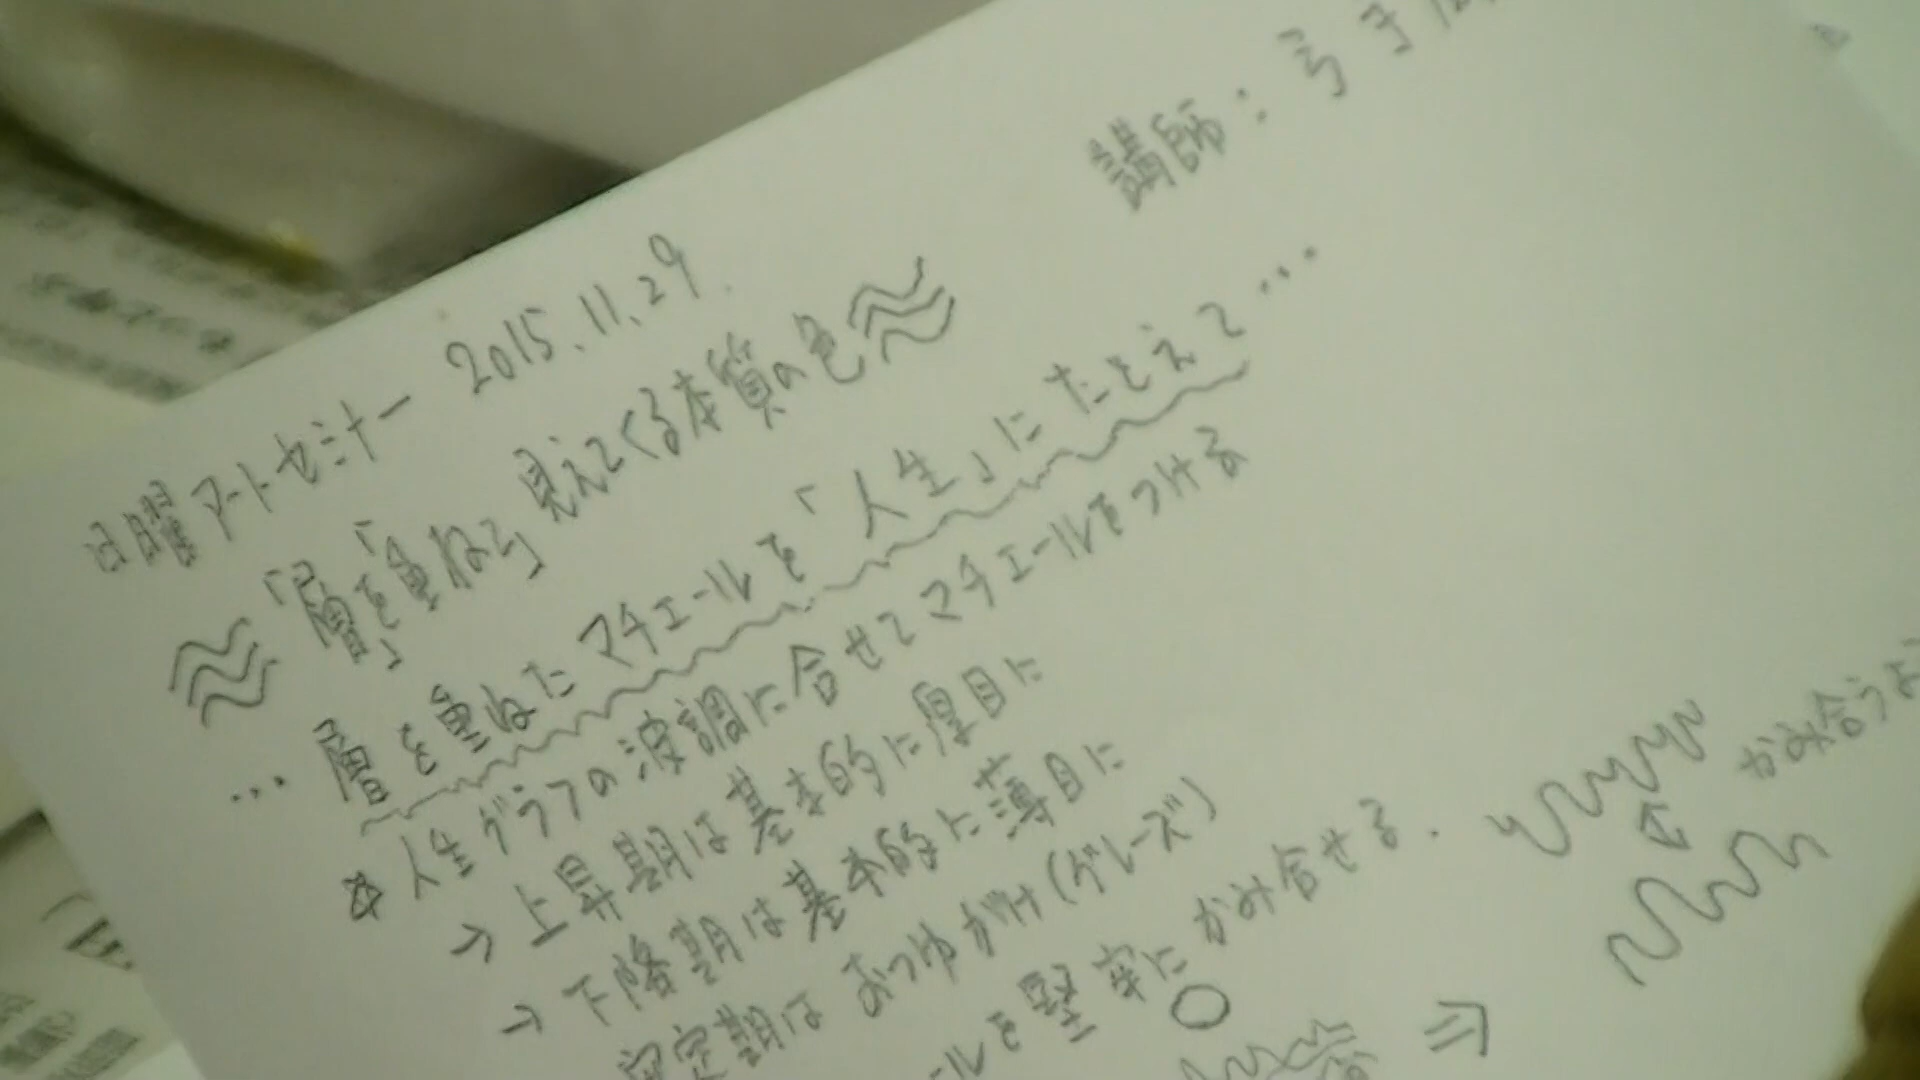 日曜アートセミナー 2015.11.29.
講師:弓手
「層」を「重ねる」 見えてくる本質の色
… 層を重ねたマチエールを「人生」にたとえて…
人生グラフの波調に合せてマチエールをつける
→ 上昇期は基本的に厚目に
→ 下降期は基本的に薄目に
安定期はおつゆがけ(グレーズ)
ールを堅牢にかみ合せる.
かみ合うよ
⇒